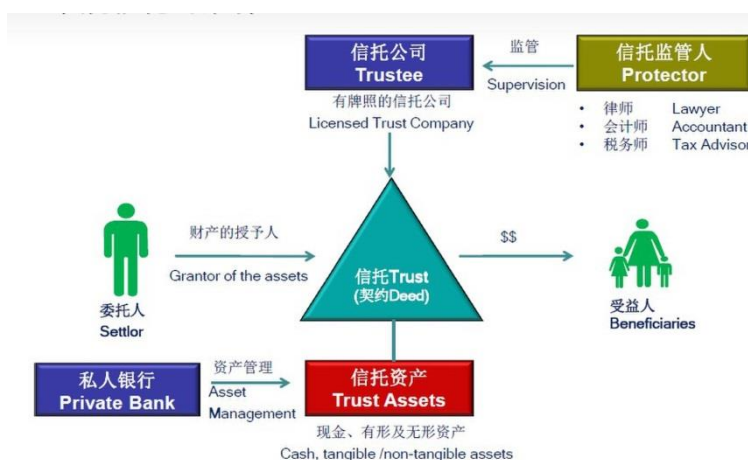 信托公司
Trustee
监管
Supervision
信托监管人
Protector
有牌照的信托公司
Licensed Trust Company
• 律师 Lawyer
• 会计师 Accountant
• 税务师 Tax Advisor
财产的授予人
Grantor of the assets
信托Trust
(契约Deed)
$$
委托人
Settlor
受益人
Beneficiaries
私人银行
Private Bank
资产管理
Asset
Management
信托资产
Trust Assets
现金、有形及无形资产
Cash, tangible /non-tangible assets